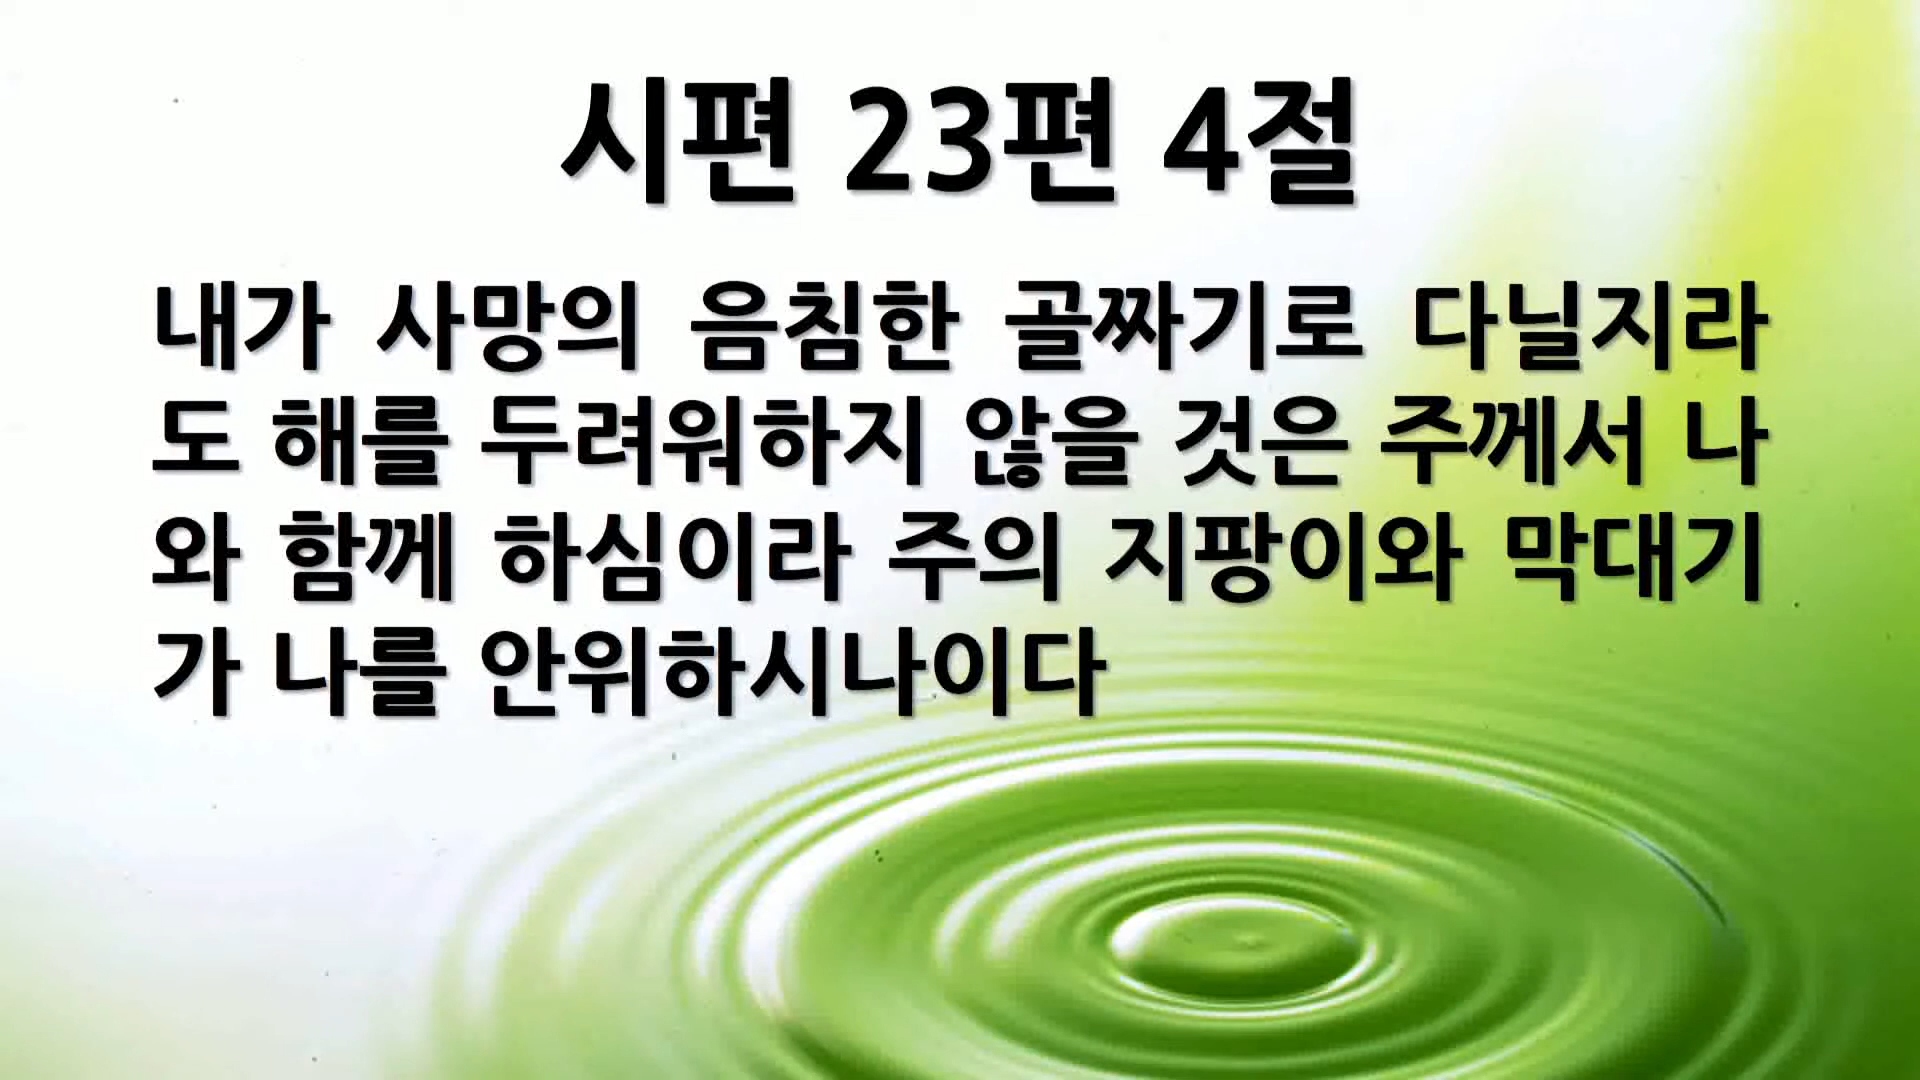 시편 23편 4절
내가 사망의 음침한 골짜기로 다닐지라
도 해를 두려워하지 않을 것은 주께서 나
와 함께 하심이라 주의 지팡이와 막대기
가 나를 안위하시나이다